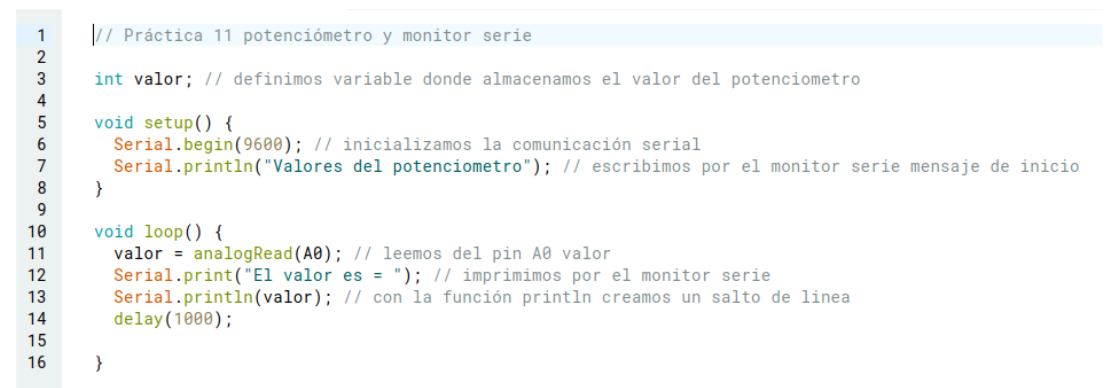 1 // Práctica 11 potenciómetro y monitor serie
2
3 int valor; // definimos variable donde almacenamos el valor del potenciometro
4
5 void setup() {
6 Serial.begin(9600); // inicializamos la comunicación serial
7 Serial.println("Valores del potenciometro"); // escribimos por el monitor serie mensaje de inicio
8 }
9
10 void loop() {
11 valor = analogRead(A0); // leemos del pin A0 valor
12 Serial.print("El valor es = "); // imprimimos por el monitor serie
13 Serial.println(valor); // con la función println creamos un salto de linea
14 delay(1000);
15
16 }